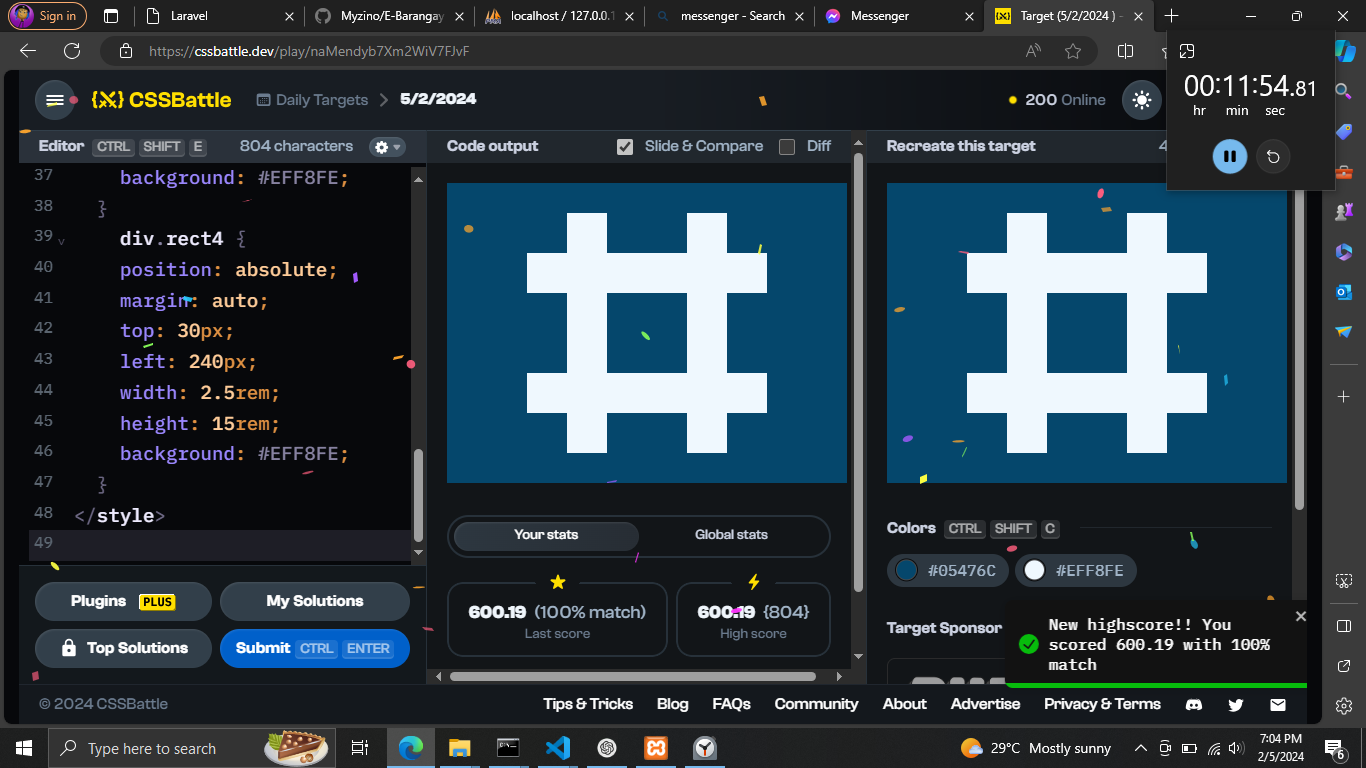 Sign in
Laravel
Myzino/E-Barangay
localhost / 127.0.0.1
messenger - Search
Messenger
Target (5/2/2024 ) -
https://cssbattle.dev/play/naMendyb7Xm2WiV7FJvF
00:11:54.81
hr min sec
{X} CSSBattle
Daily Targets
5/2/2024
200 Online
Editor CTRL SHIFT E
804 characters
Code output
Slide & Compare
Diff
Recreate this target
37 background: #EFF8FE;
38 }
39 div.rect4 {
40 position: absolute;
41 margin: auto;
42 top: 30px;
43 left: 240px;
44 width: 2.5rem;
45 height: 15rem;
46 background: #EFF8FE;
47 }
48 </style>
49
Plugins PLUS
My Solutions
Top Solutions
Submit CTRL ENTER
Your stats
Global stats
600.19 (100% match)
Last score
600.19 {804}
High score
Colors CTRL SHIFT C
#05476C
#EFF8FE
Target Sponsor
New highscore!! You
scored 600.19 with 100%
match
© 2024 CSSBattle
Tips & Tricks
Blog
FAQs
Community
About
Advertise
Privacy & Terms
Type here to search
29°C Mostly sunny
7:04 PM
2/5/2024
6